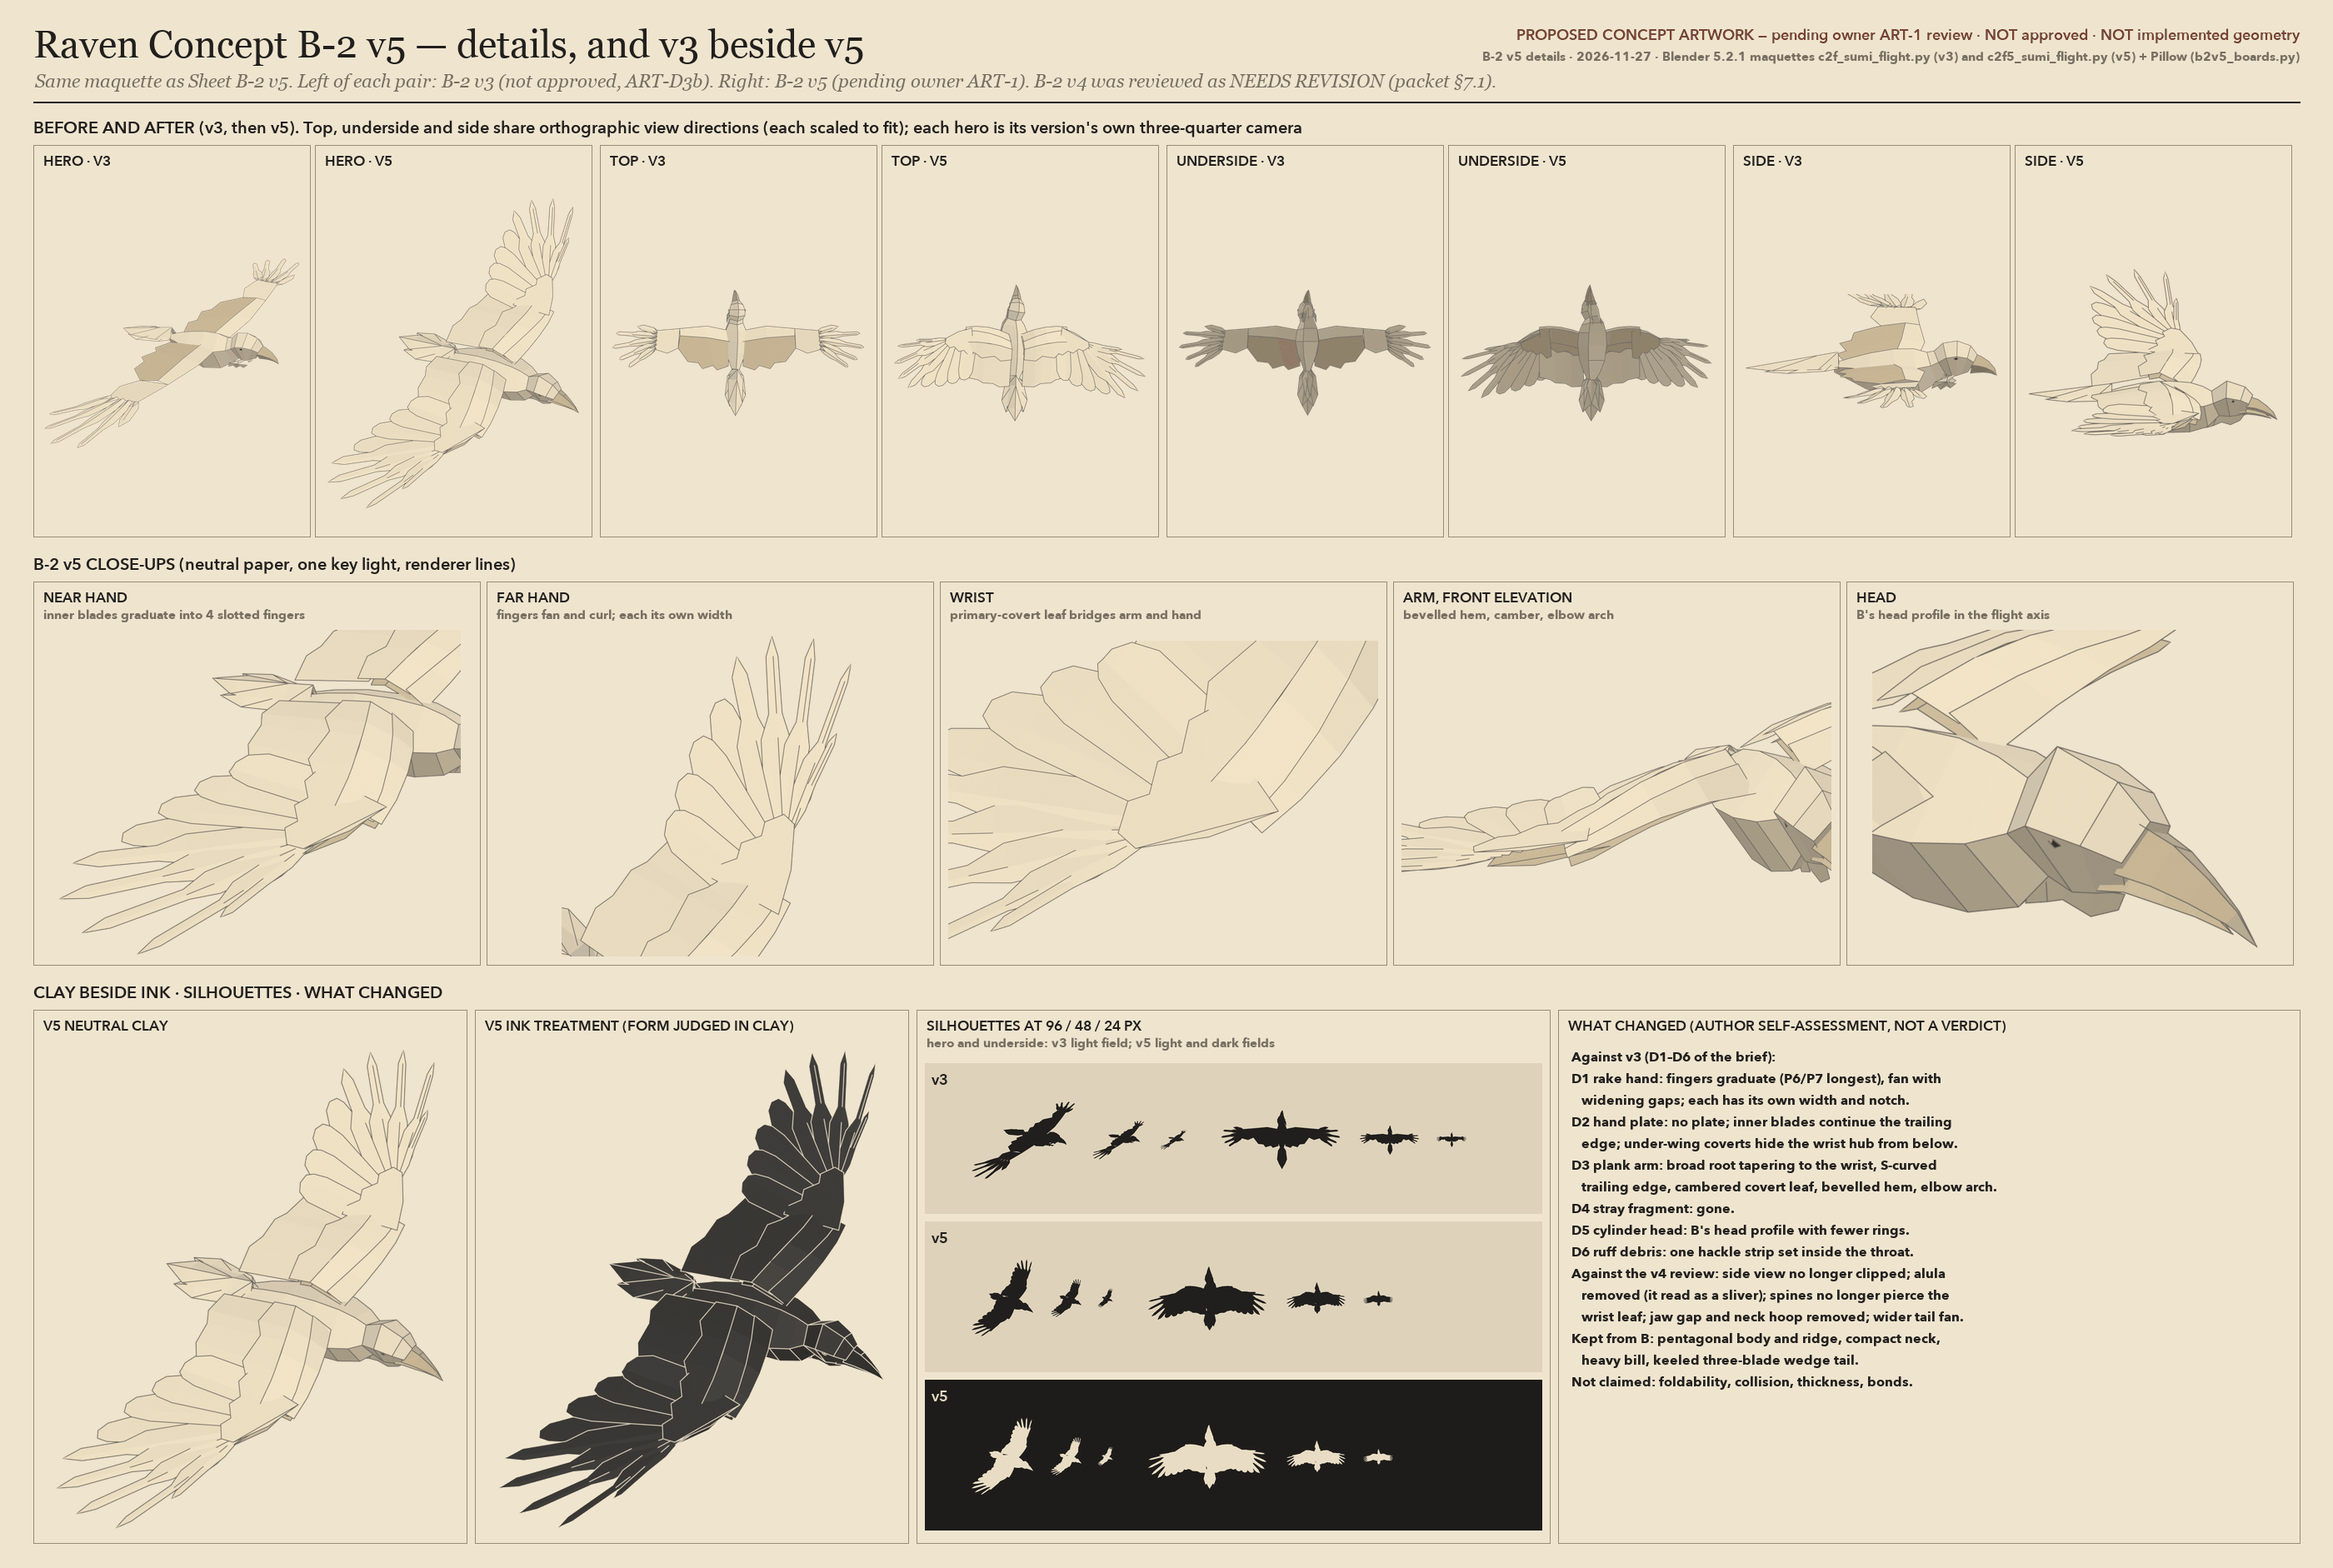 Raven Concept B-2 v5 — details, and v3 beside v5
PROPOSED CONCEPT ARTWORK — pending owner ART-1 review · NOT approved · NOT implemented geometry
B-2 v5 details · 2026-11-27 · Blender 5.2.1 maquettes c2f_sumi_flight.py (v3) and c2f5_sumi_flight.py (v5) + Pillow (b2v5_boards.py)
Same maquette as Sheet B-2 v5. Left of each pair: B-2 v3 (not approved, ART-D3b). Right: B-2 v5 (pending owner ART-1). B-2 v4 was reviewed as NEEDS REVISION (packet §7.1).
BEFORE AND AFTER (v3, then v5). Top, underside and side share orthographic view directions (each scaled to fit); each hero is its version's own three-quarter camera
HERO · V3
HERO · V5
TOP · V3
TOP · V5
UNDERSIDE · V3
UNDERSIDE · V5
SIDE · V3
SIDE · V5
B-2 v5 CLOSE-UPS (neutral paper, one key light, renderer lines)
NEAR HAND
inner blades graduate into 4 slotted fingers
FAR HAND
fingers fan and curl; each its own width
WRIST
primary-covert leaf bridges arm and hand
ARM, FRONT ELEVATION
bevelled hem, camber, elbow arch
HEAD
B's head profile in the flight axis
CLAY BESIDE INK · SILHOUETTES · WHAT CHANGED
V5 NEUTRAL CLAY
V5 INK TREATMENT (FORM JUDGED IN CLAY)
SILHOUETTES AT 96 / 48 / 24 PX
hero and underside: v3 light field; v5 light and dark fields
v3
v5
v5
WHAT CHANGED (AUTHOR SELF-ASSESSMENT, NOT A VERDICT)
Against v3 (D1–D6 of the brief):
D1 rake hand: fingers graduate (P6/P7 longest), fan with
widening gaps; each has its own width and notch.
D2 hand plate: no plate; inner blades continue the trailing
edge; under-wing coverts hide the wrist hub from below.
D3 plank arm: broad root tapering to the wrist, S-curved
trailing edge, cambered covert leaf, bevelled hem, elbow arch.
D4 stray fragment: gone.
D5 cylinder head: B's head profile with fewer rings.
D6 ruff debris: one hackle strip set inside the throat.
Against the v4 review: side view no longer clipped; alula
removed (it read as a sliver); spines no longer pierce the
wrist leaf; jaw gap and neck hoop removed; wider tail fan.
Kept from B: pentagonal body and ridge, compact neck,
heavy bill, keeled three-blade wedge tail.
Not claimed: foldability, collision, thickness, bonds.